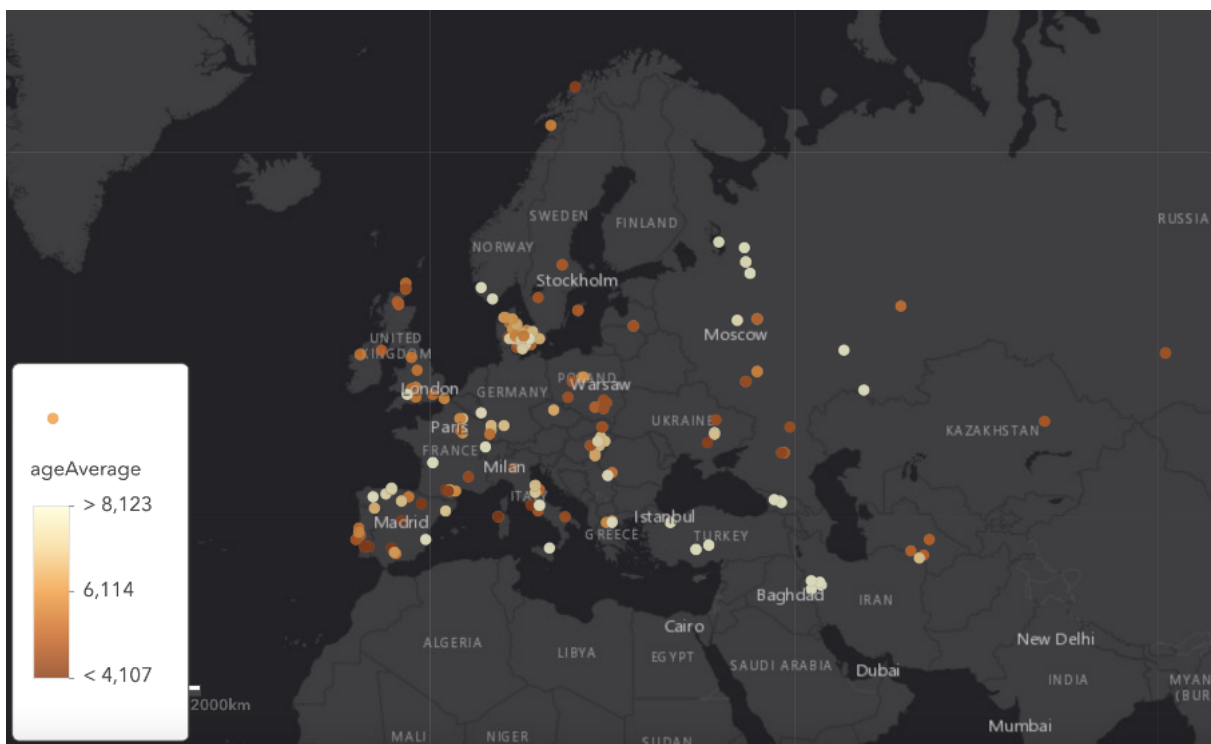 SWEDEN
FINLAND
RUSSIA
NORWAY
Stockholm
Moscow
UNITED
KINGDOM
London
GERMANY
POLAND
Warsaw
Paris
UKRAINE
KAZAKHSTAN
FRANCE
Milan
ITALY
Madrid
Istanbul
GREECE
TURKEY
Baghdad
IRAN
Cairo
New Delhi
ALGERIA
LIBYA
EGYPT
SAUDI ARABIA
Dubai
INDIA
MYAN
(BUR
Mumbai
MALI
NIGER
SUDAN
ageAverage
> 8,123
6,114
< 4,107
2000km